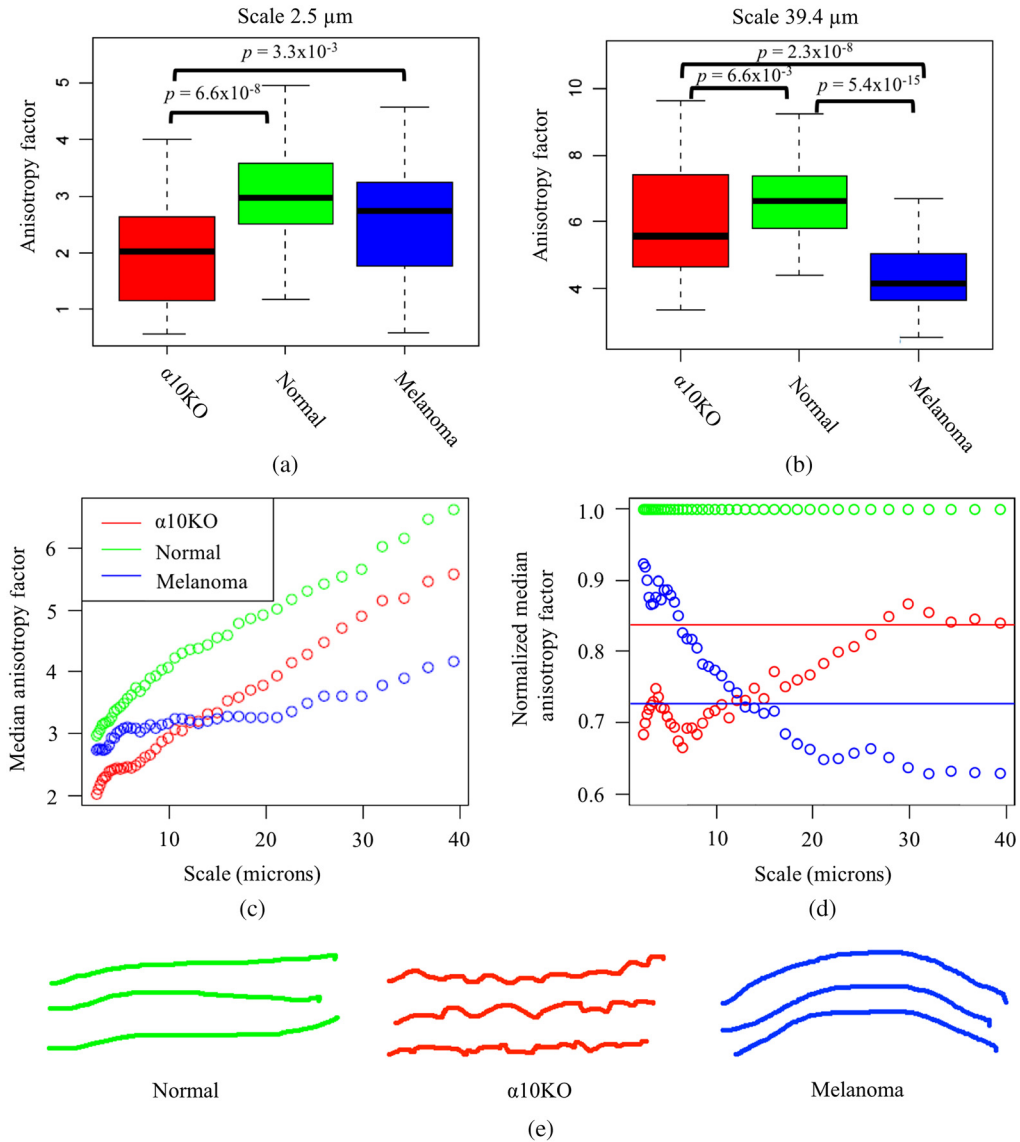 Scale 2.5 µm
p = 3.3x10-3
p = 6.6x10-8
Anisotropy factor
5
4
3
2
1
α10KO
Normal
Melanoma
(a)
Scale 39.4 µm
p = 2.3x10-8
p = 6.6x10-3
p = 5.4x10-15
Anisotropy factor
10
8
6
4
α10KO
Normal
Melanoma
(b)
α10KO
Normal
Melanoma
Median anisotropy factor
6
5
4
3
2
10
20
30
40
Scale (microns)
(c)
Normalized median
anisotropy factor
1.0
0.9
0.8
0.7
0.6
10
20
30
40
Scale (microns)
(d)
Normal
α10KO
Melanoma
(e)